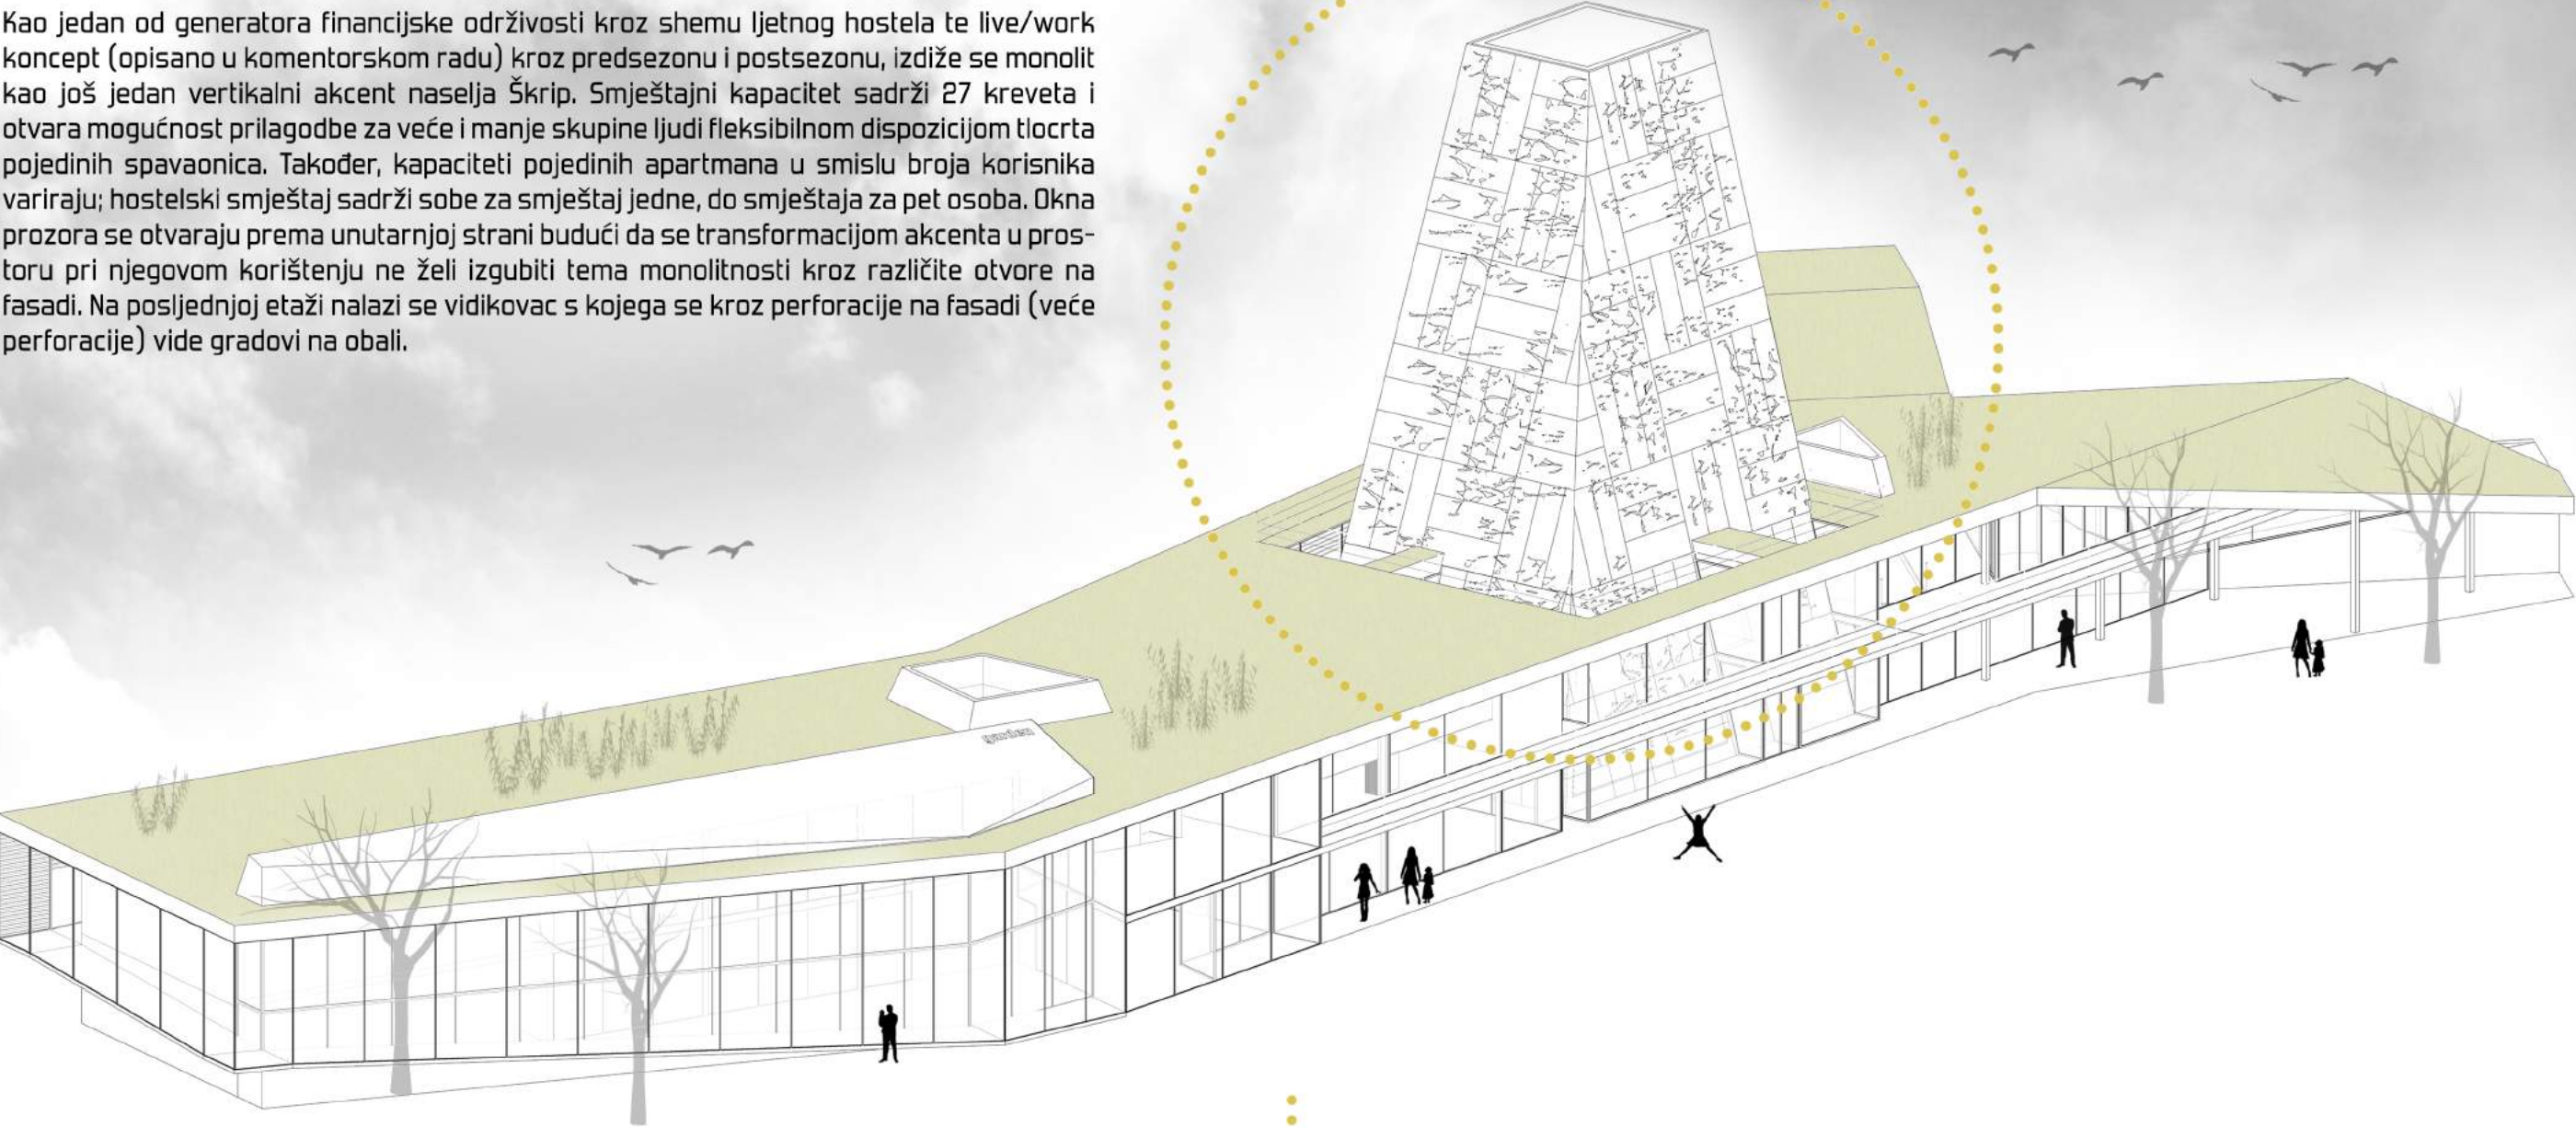 Kao jedan od generatora financijske održivosti kroz shemu ljetnog hostela te live/work
koncept (opisano u komentorskom radu) kroz predsezonu i postsezonu, izdiže se monolit
kao još jedan vertikalni akcent naselja Škrip. Smještajni kapacitet sadrži 27 kreveta i
otvara mogućnost prilagodbe za veće i manje skupine ljudi fleksibilnom dispozicijom tlocrta
pojedinih spavaonica. Također, kapaciteti pojedinih apartmana u smislu broja korisnika
variraju; hostelski smještaj sadrži sobe za smještaj jedne, do smještaja za pet osoba. Okna
prozora se otvaraju prema unutarnjoj strani budući da se transformacijom akcenta u pros-
toru pri njegovom korištenju ne želi izgubiti tema monolitnosti kroz različite otvore na
fasadi. Na posljednjoj etaži nalazi se vidikovac s kojega se kroz perforacije na fasadi (veće
perforacije) vide gradovi na obali.